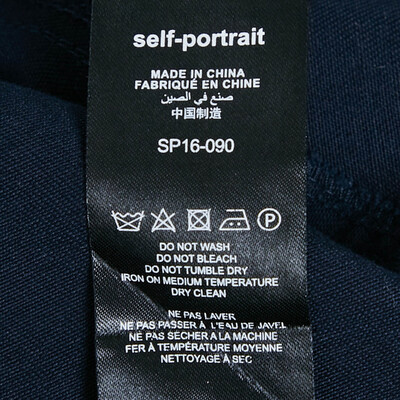 self-portrait
MADE IN CHINA
FABRIQUÉ EN CHINE
صنع في الصين
中国制造
SP16-090
P
DO NOT WASH
DO NOT BLEACH
DO NOT TUMBLE DRY
IRON ON MEDIUM TEMPERATURE
DRY CLEAN
NE PAS LAVER
NE PAS PASSER À L'EAU DE JAVEL
NE PAS SÉCHER A LA MACHINE
FER À TEMPÉRATURE MOYENNE
NETTOYAGE À SEC